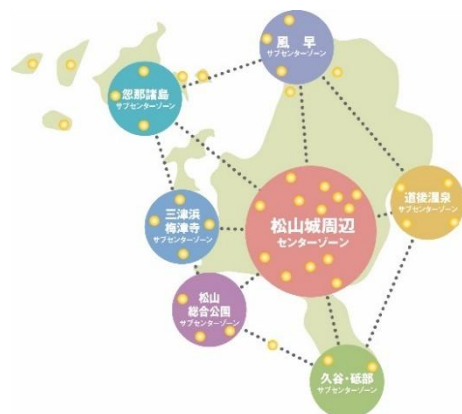 風 早
サブセンターゾーン
忽那諸島
サブセンターゾーン
道後温泉
サブセンターゾーン
三津浜
梅津寺
サブセンターゾーン
松山城周辺
センターゾーン
松山
総合公園
サブセンターゾーン
久谷・砥部
サブセンターゾーン